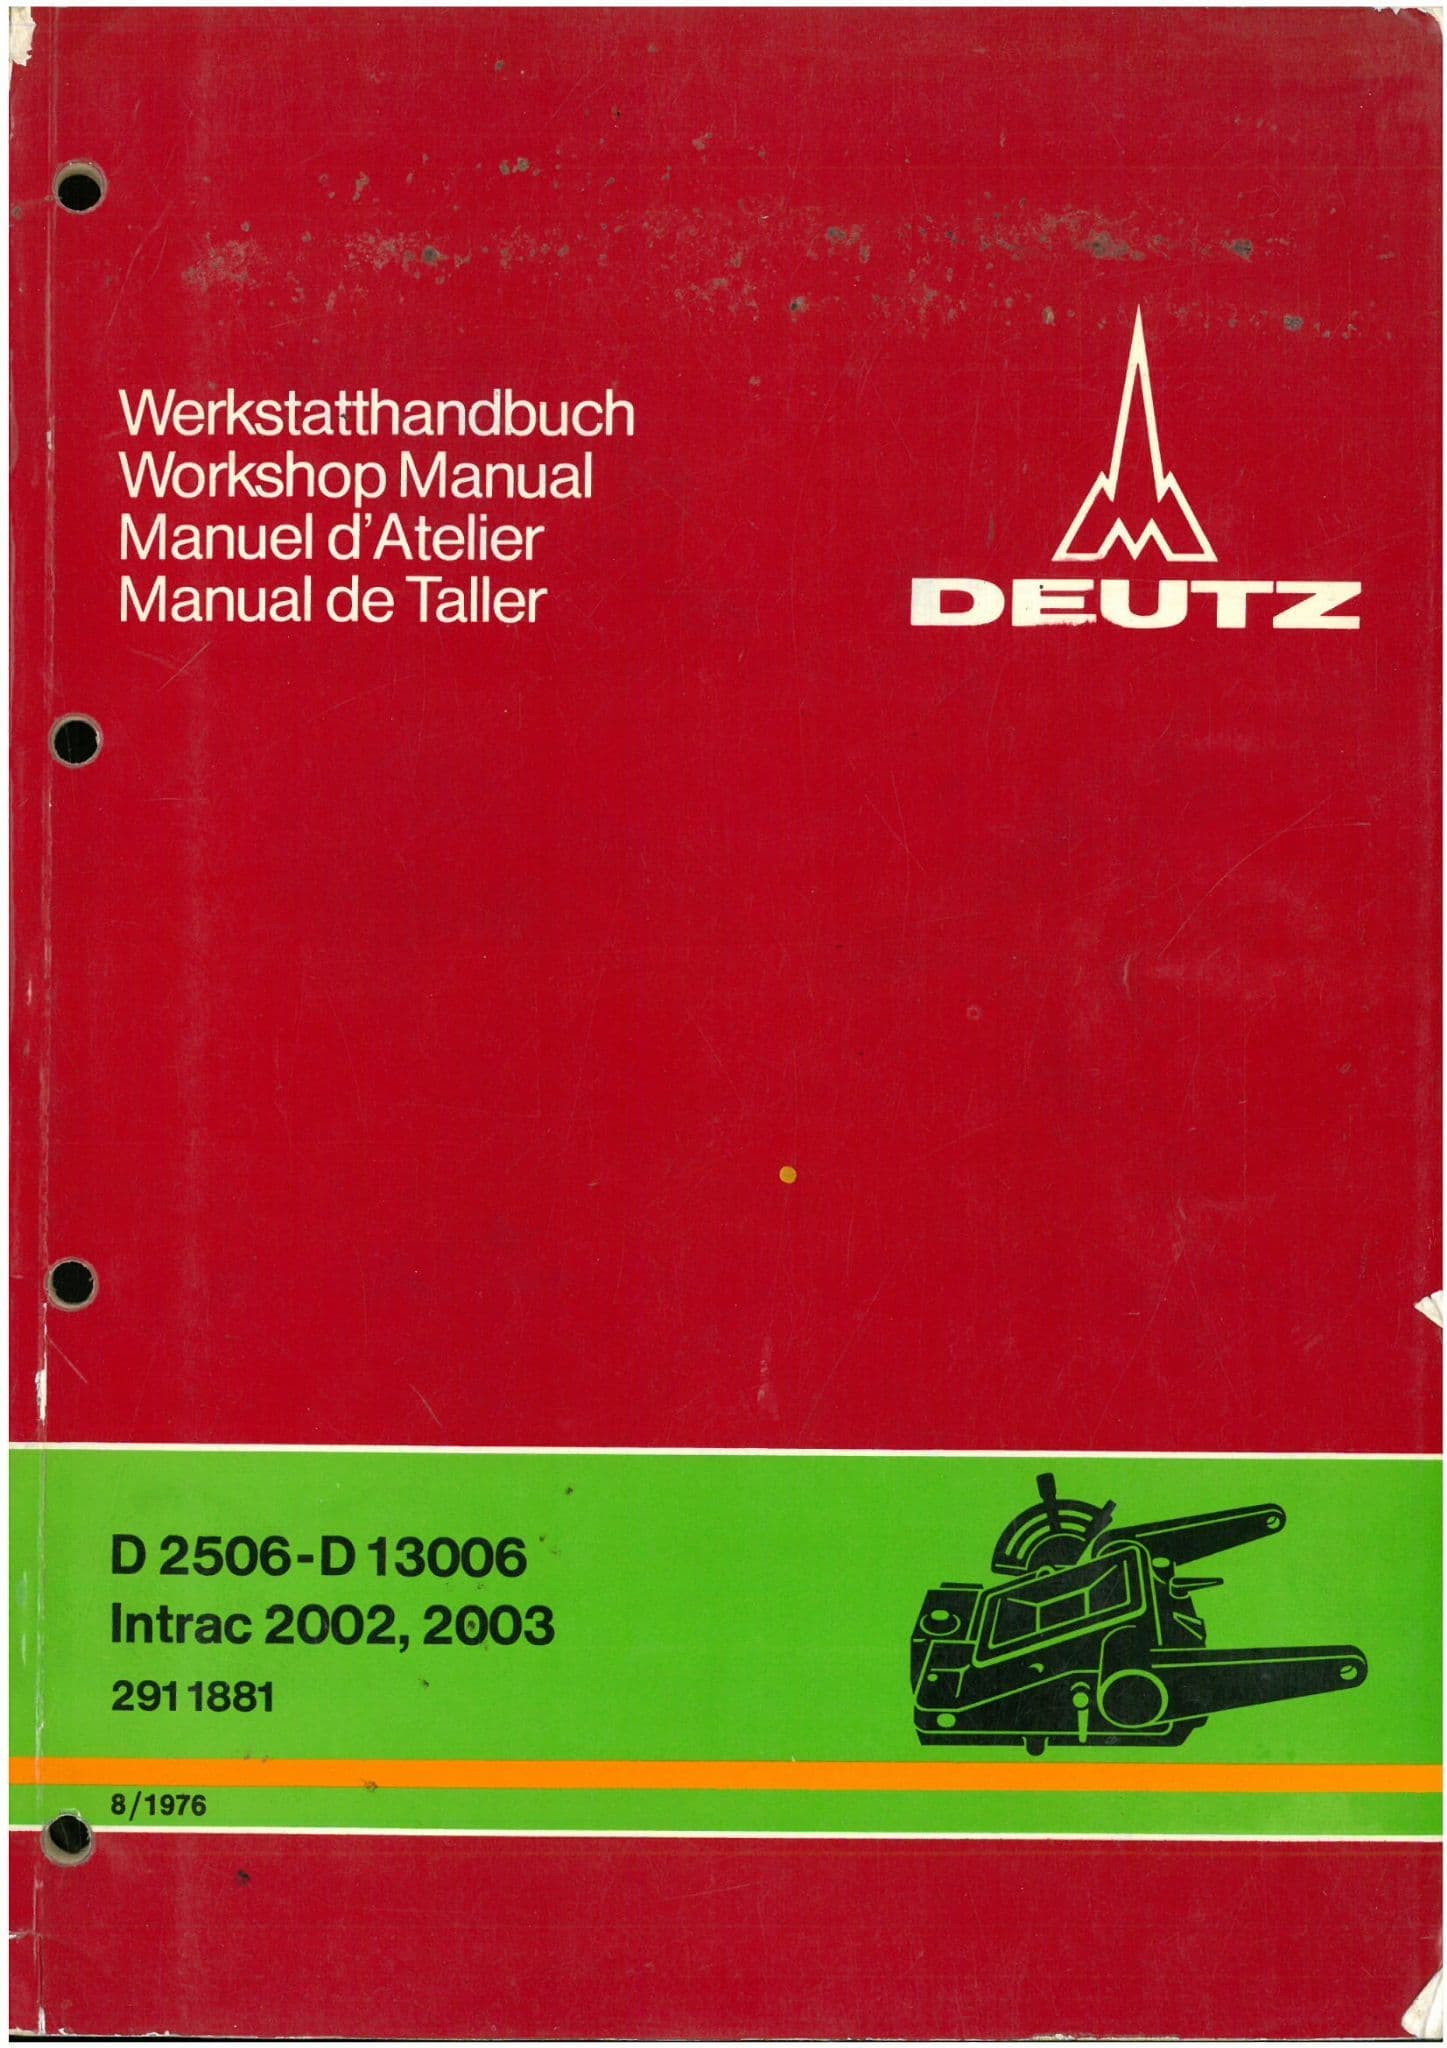 Werkstatthandbuch
Workshop Manual
Manuel d'Atelier
Manual de Taller
DEUTZ
D 2506-D 13006
Intrac 2002, 2003
291 1881
8/1976